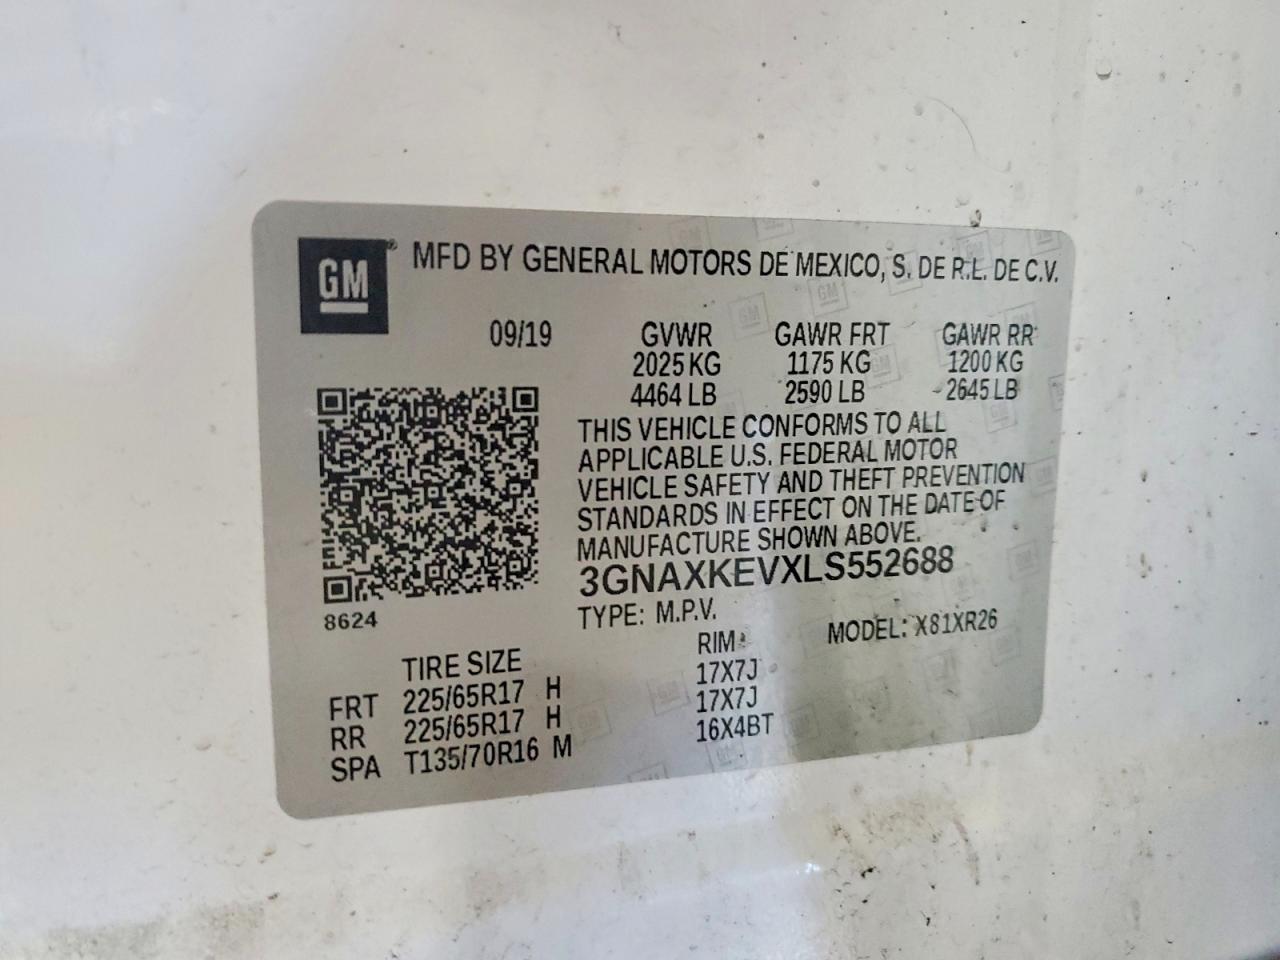 GM® MFD BY GENERAL MOTORS DE MEXICO, S. DE R.L. DE C.V.
09/19 GVWR GAWR FRT GAWR RR
2025 KG 1175 KG 1200 KG
4464 LB 2590 LB 2645 LB
THIS VEHICLE CONFORMS TO ALL
APPLICABLE U.S. FEDERAL MOTOR
VEHICLE SAFETY AND THEFT PREVENTION
STANDARDS IN EFFECT ON THE DATE OF
MANUFACTURE SHOWN ABOVE.
3GNAXKEVXLS552688
8624
TYPE: M.P.V. MODEL: X81XR26
TIRE SIZE RIM
FRT 225/65R17 H 17X7J
RR 225/65R17 H 17X7J
SPA T135/70R16 M 16X4BT